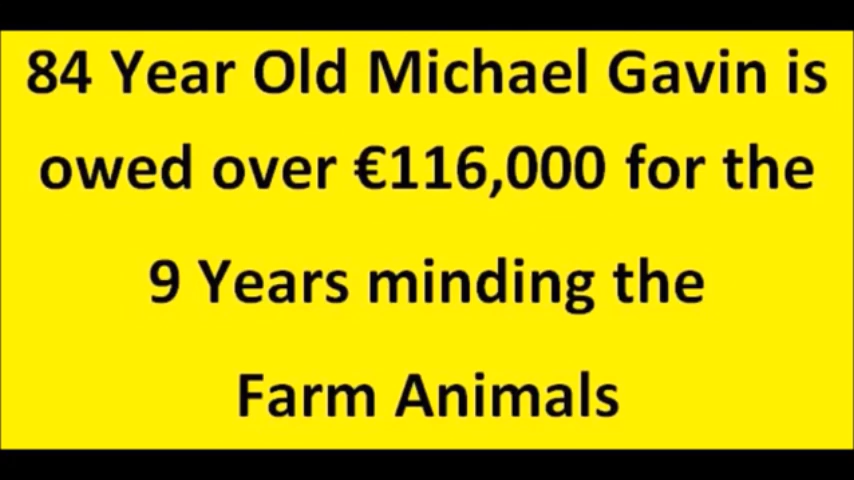 84 Year Old Michael Gavin is
owed over €116,000 for the
9 Years minding the
Farm Animals